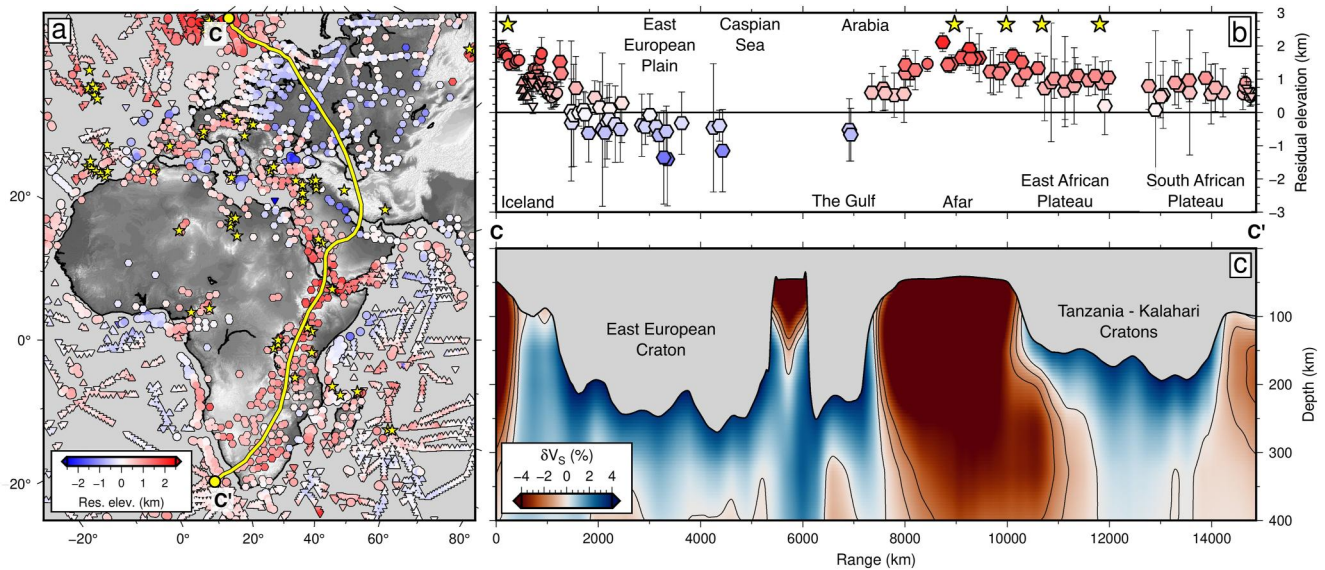 a
C
20°
0°
20°
−2 0 2
Res. elev. (km)
C'
−20° 0° 20° 40° 60° 80°
East
European
Plain
Caspian
Sea
Arabia
b
Iceland
The Gulf
Afar
East African
Plateau
South African
Plateau
3
2
1
0
−1
−2
−3
Residual elevation (km)
C
C'
c
East European
Craton
Tanzania - Kalahari
Cratons
δVS (%)
−4 −2 0 2 4
100
200
300
400
Depth (km)
0 2000 4000 6000 8000 10000 12000 14000
Range (km)